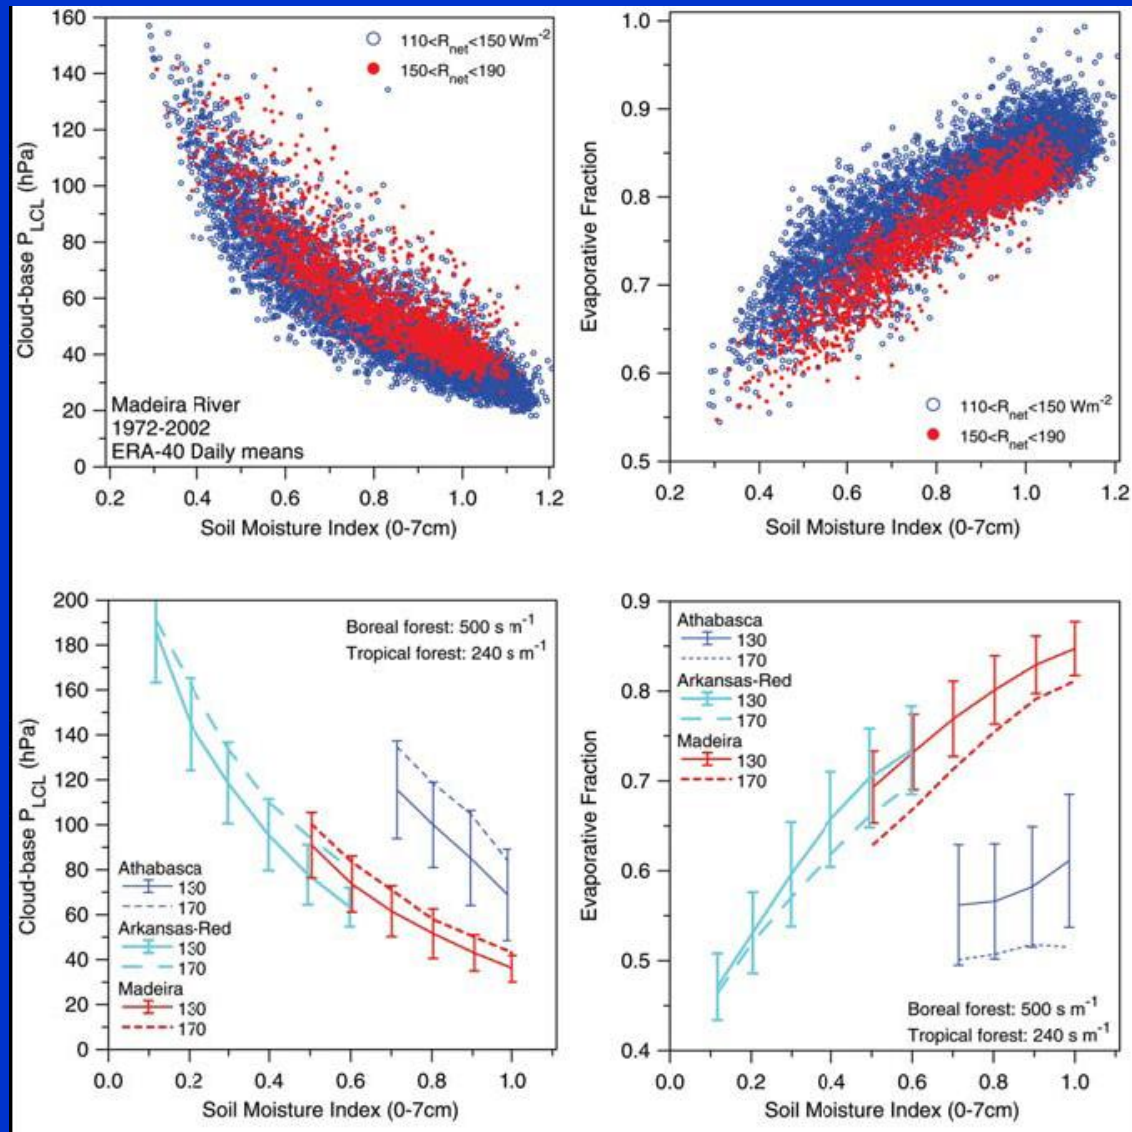 160
140
120
100
80
60
40
20
0
Cloud-base P_LCL (hPa)
110<R_net<150 Wm-2
150<R_net<190
Madeira River
1972-2002
ERA-40 Daily means
0.2 0.4 0.6 0.8 1.0 1.2
Soil Moisture Index (0-7cm)
1.0
0.9
0.8
0.7
0.6
0.5
Evaporative Fraction
110<R_net<150 Wm-2
150<R_net<190
0.2 0.4 0.6 0.8 1.0 1.2
Soil Moisture Index (0-7cm)
200
180
160
140
120
100
80
60
40
20
0
Cloud-base P_LCL (hPa)
Boreal forest: 500 s m-1
Tropical forest: 240 s m-1
Athabasca
130
170
Arkansas-Red
130
170
Madeira
130
170
0.0 0.2 0.4 0.6 0.8 1.0
Soil Moisture Index (0-7cm)
0.9
0.8
0.7
0.6
0.5
0.4
Evaporative Fraction
Athabasca
130
170
Arkansas-Red
130
170
Madeira
130
170
Boreal forest: 500 s m-1
Tropical forest: 240 s m-1
0.0 0.2 0.4 0.6 0.8 1.0
Soil Moisture Index (0-7cm)